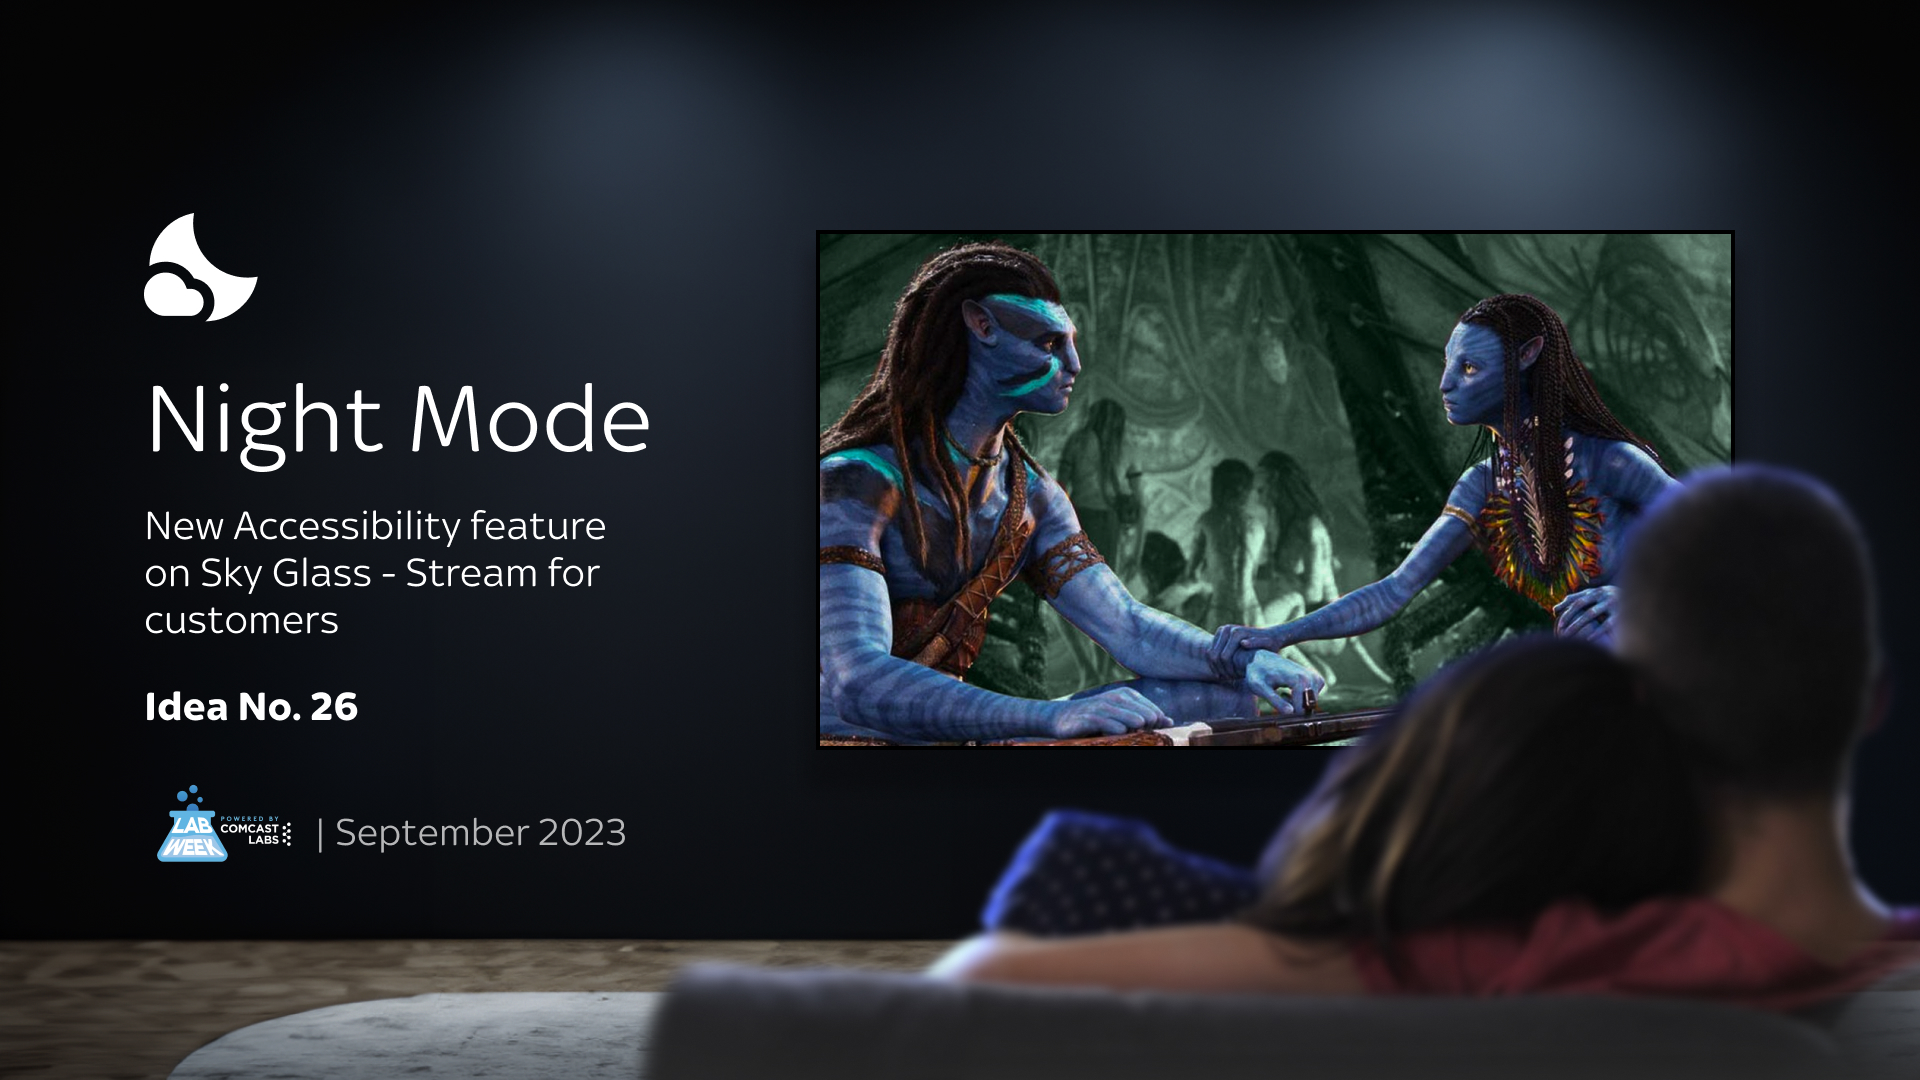 Night Mode
New Accessibility feature
on Sky Glass - Stream for
customers
Idea No. 26
LAB
WEEK
POWERED BY
COMCAST
LABS
| September 2023